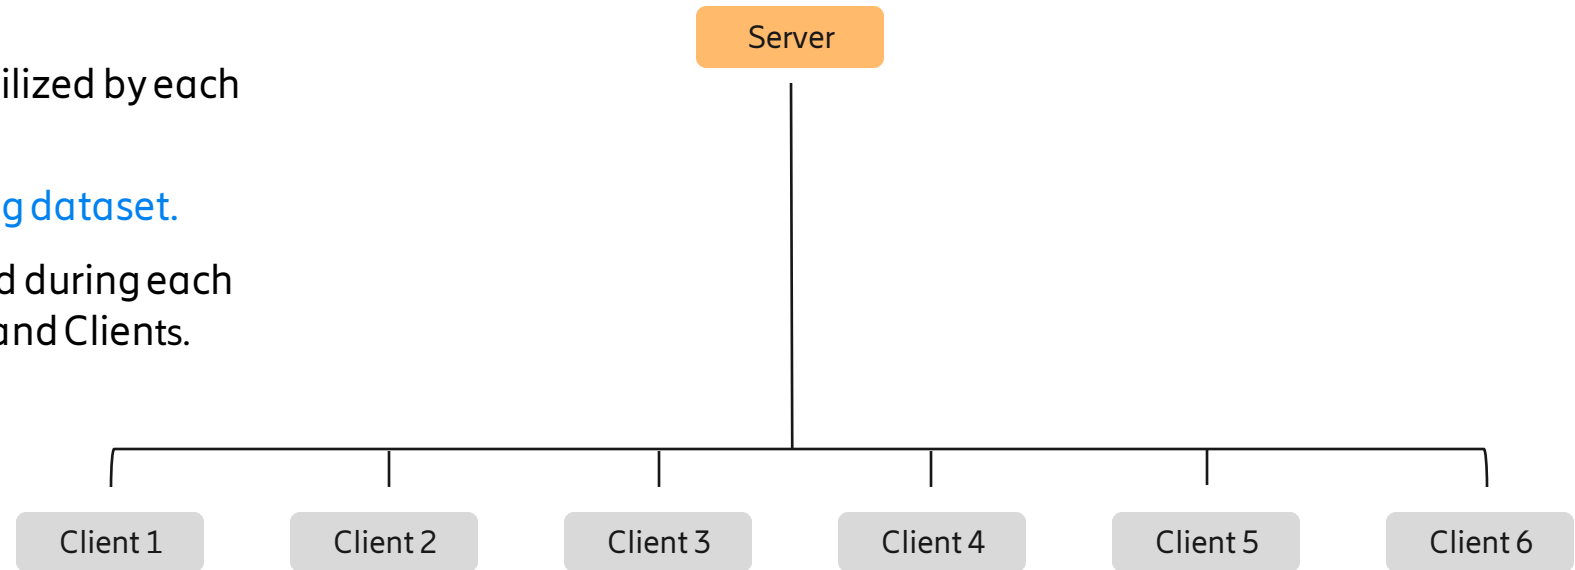 Server
ilized by each
g dataset.
d during each
and Clients.
Client 1
Client 2
Client 3
Client 4
Client 5
Client 6